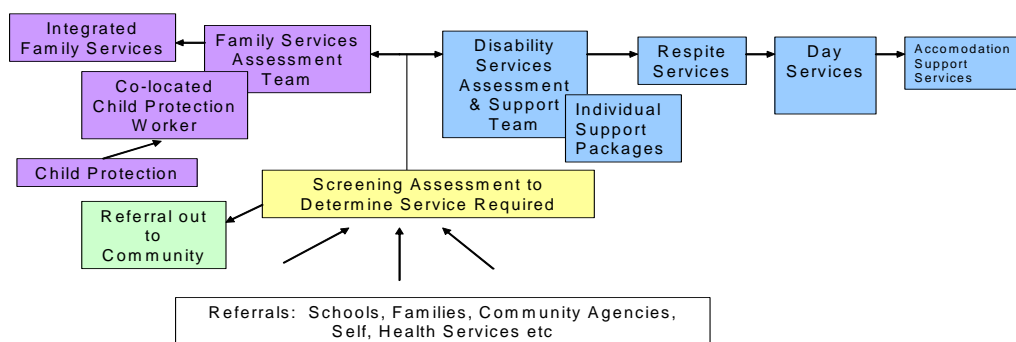 Integrated
Family Services
Family Services
Assessment
Team
Co-located
Child Protection
Worker
Child Protection
Disability
Services
Assessment
& Support
Team
Individual
Support
Packages
Respite
Services
Day
Services
Accomodation
Support
Services
Screening Assessment to
Determine Service Required
Referral out
to
Community
Referrals: Schools, Families, Community Agencies,
Self, Health Services etc